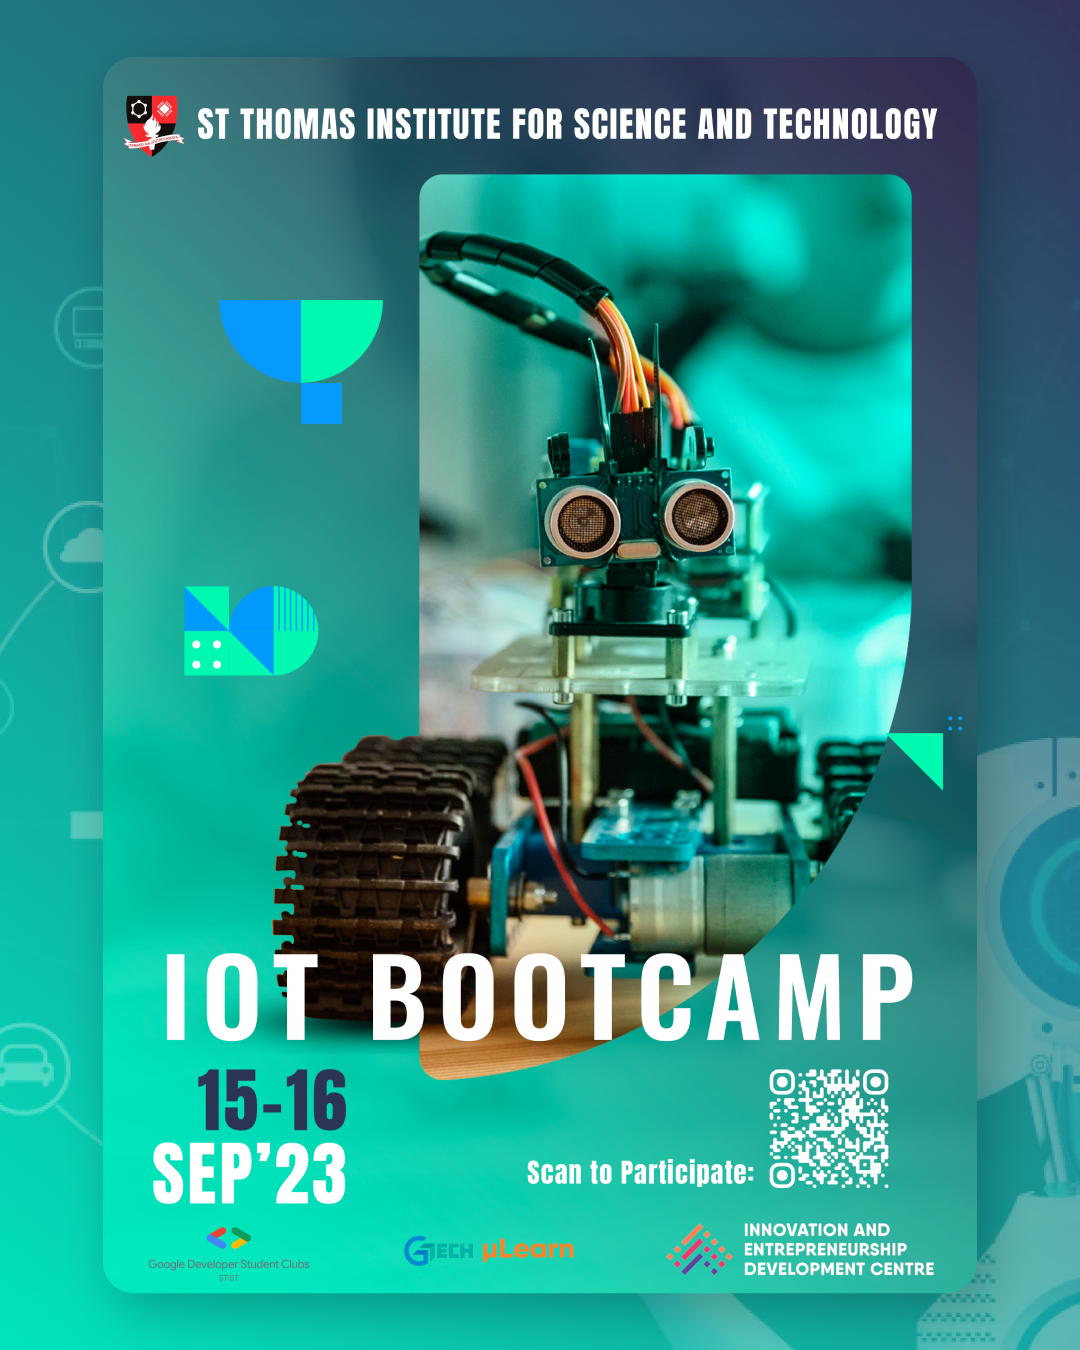 ST THOMAS INSTITUTE FOR SCIENCE AND TECHNOLOGY
IOT BOOTCAMP
15-16
SEP'23
Scan to Participate:
Google Developer Student Clubs
STIST
GTECH µLearn
INNOVATION AND
ENTREPRENEURSHIP
DEVELOPMENT CENTRE